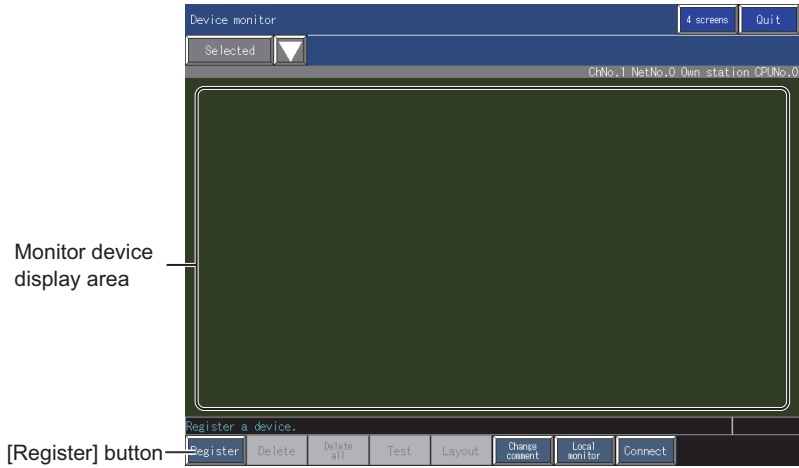 Device monitor
4 screens
Quit
Selected
ChNo.1 NetNo.0 Own station CPUNo.0
Monitor device
display area
Register a device.
[Register] button
Register
Delete
Delete
all
Test
Layout
Change
comment
Local
monitor
Connect